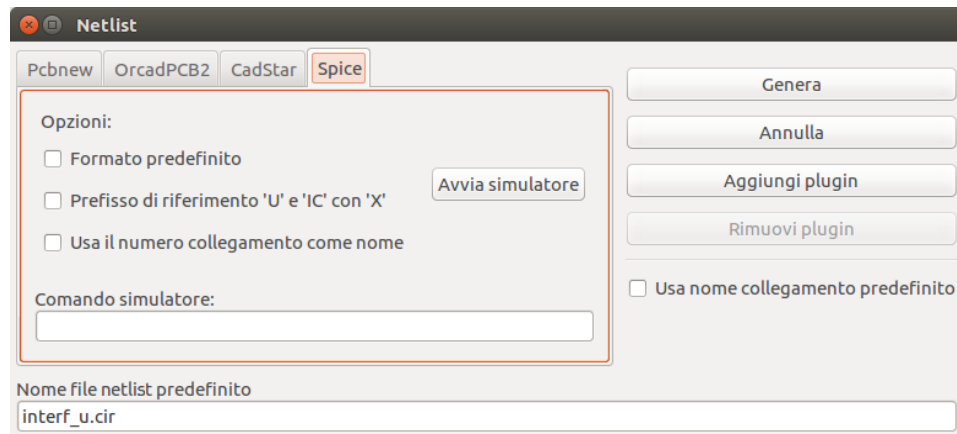 Netlist
Pcbnew OrcadPCB2 CadStar Spice
Opzioni:
Formato predefinito
Prefisso di riferimento 'U' e 'IC' con 'X'
Usa il numero collegamento come nome
Avvia simulatore
Comando simulatore:
Genera
Annulla
Aggiungi plugin
Rimuovi plugin
Usa nome collegamento predefinito
Nome file netlist predefinito
interf_u.cir